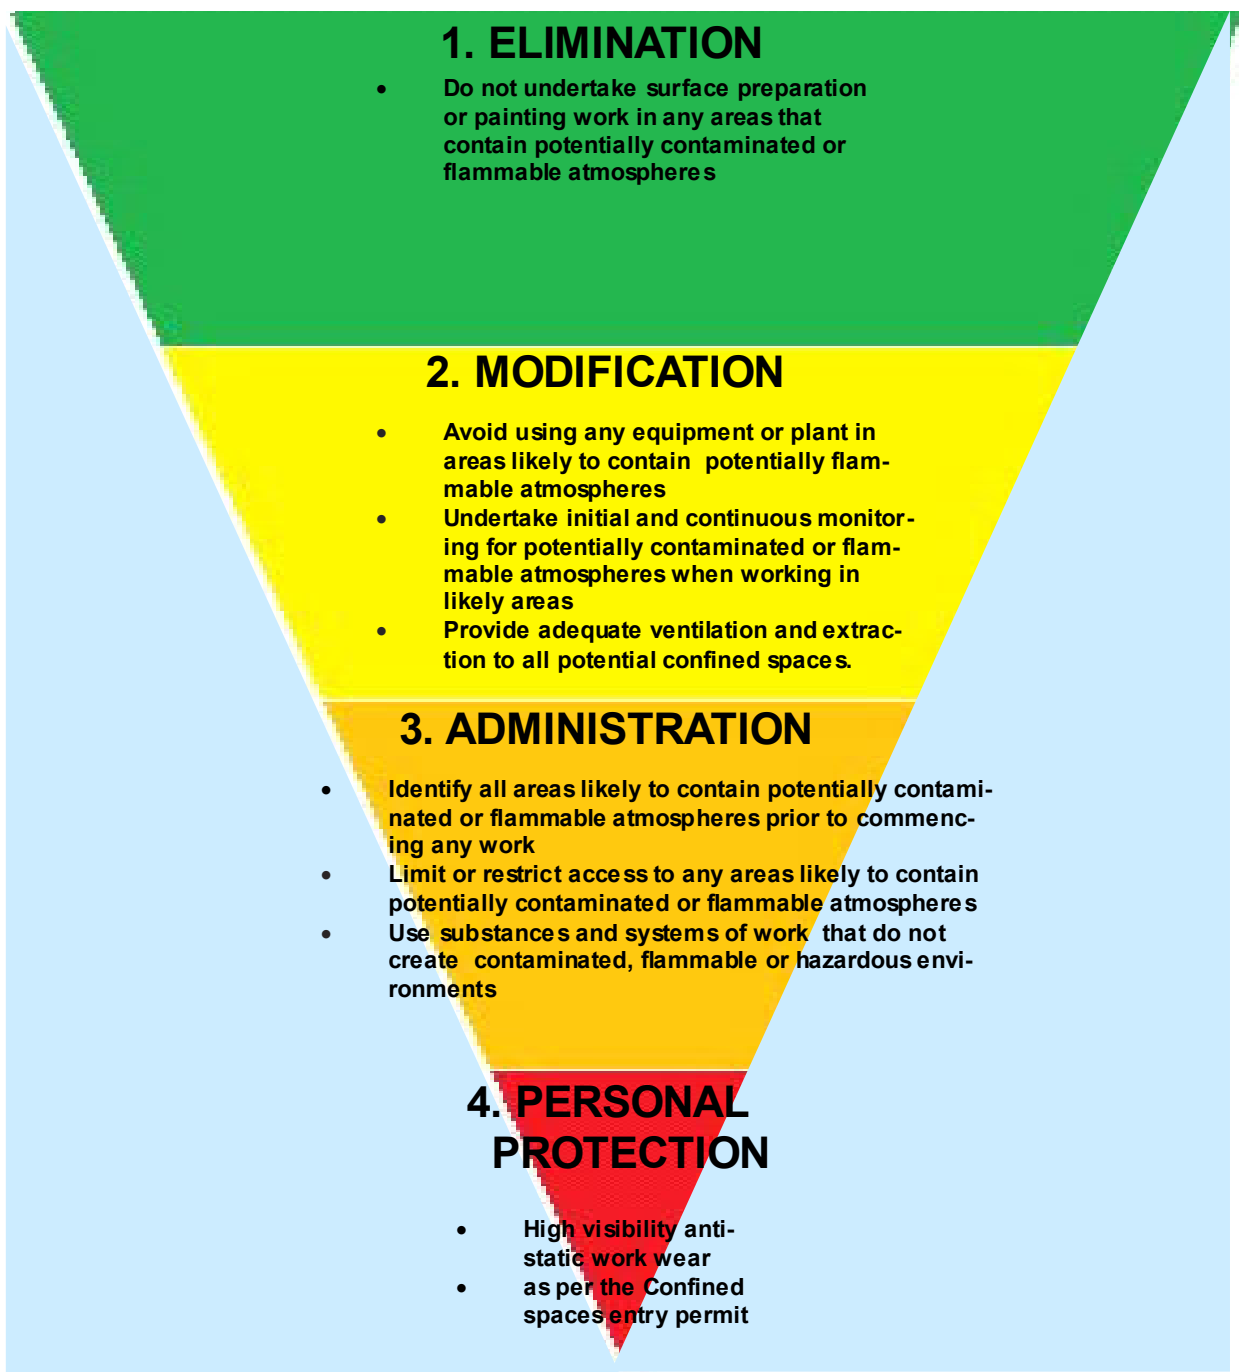 1. ELIMINATION
• Do not undertake surface preparation
or painting work in any areas that
contain potentially contaminated or
flammable atmospheres
2. MODIFICATION
• Avoid using any equipment or plant in
areas likely to contain potentially flam-
mable atmospheres
• Undertake initial and continuous monitor-
ing for potentially contaminated or flam-
mable atmospheres when working in
likely areas
• Provide adequate ventilation and extrac-
tion to all potential confined spaces.
3. ADMINISTRATION
• Identify all areas likely to contain potentially contami-
nated or flammable atmospheres prior to commenc-
ing any work
• Limit or restrict access to any areas likely to contain
potentially contaminated or flammable atmospheres
• Use substances and systems of work that do not
create contaminated, flammable or hazardous envi-
ronments
4. PERSONAL
PROTECTION
• High visibility anti-
static work wear
• as per the Confined
spaces entry permit